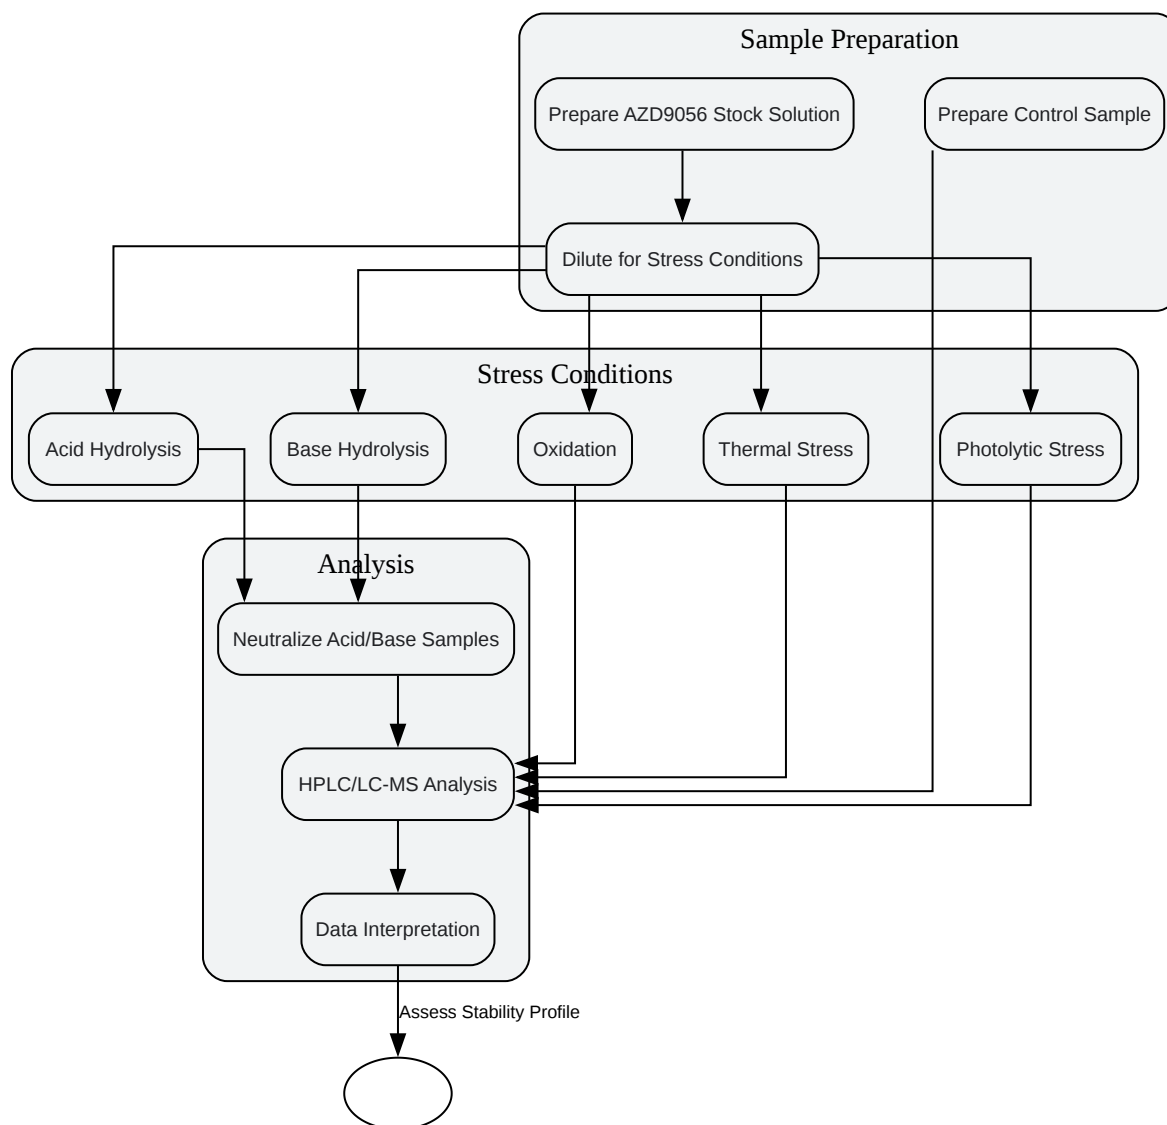 Sample Preparation
Prepare AZD9056 Stock Solution
Prepare Control Sample
Dilute for Stress Conditions
Stress Conditions
Acid Hydrolysis
Base Hydrolysis
Oxidation
Thermal Stress
Photolytic Stress
Analysis
Neutralize Acid/Base Samples
HPLC/LC-MS Analysis
Data Interpretation
Assess Stability Profile